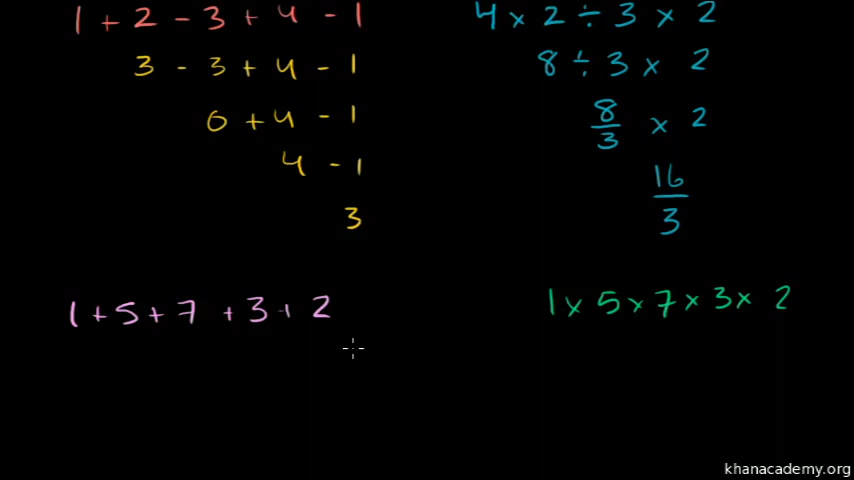 1 + 2 - 3 + 4 - 1
3 - 3 + 4 - 1
0 + 4 - 1
4 - 1
3
4 × 2 ÷ 3 × 2
8 ÷ 3 × 2
8/3 × 2
16/3
1 + 5 + 7 + 3 + 2
1 × 5 × 7 × 3 × 2
khanacademy.org